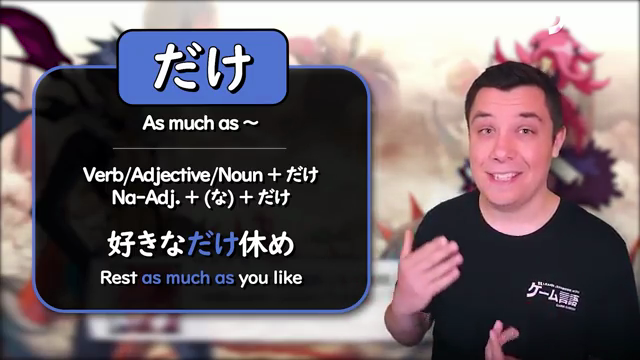 だけ
As much as ～
Verb/Adjective/Noun + だけ
Na-Adj. + (な) + だけ
好きなだけ休め
Rest as much as you like
ゲーム言語